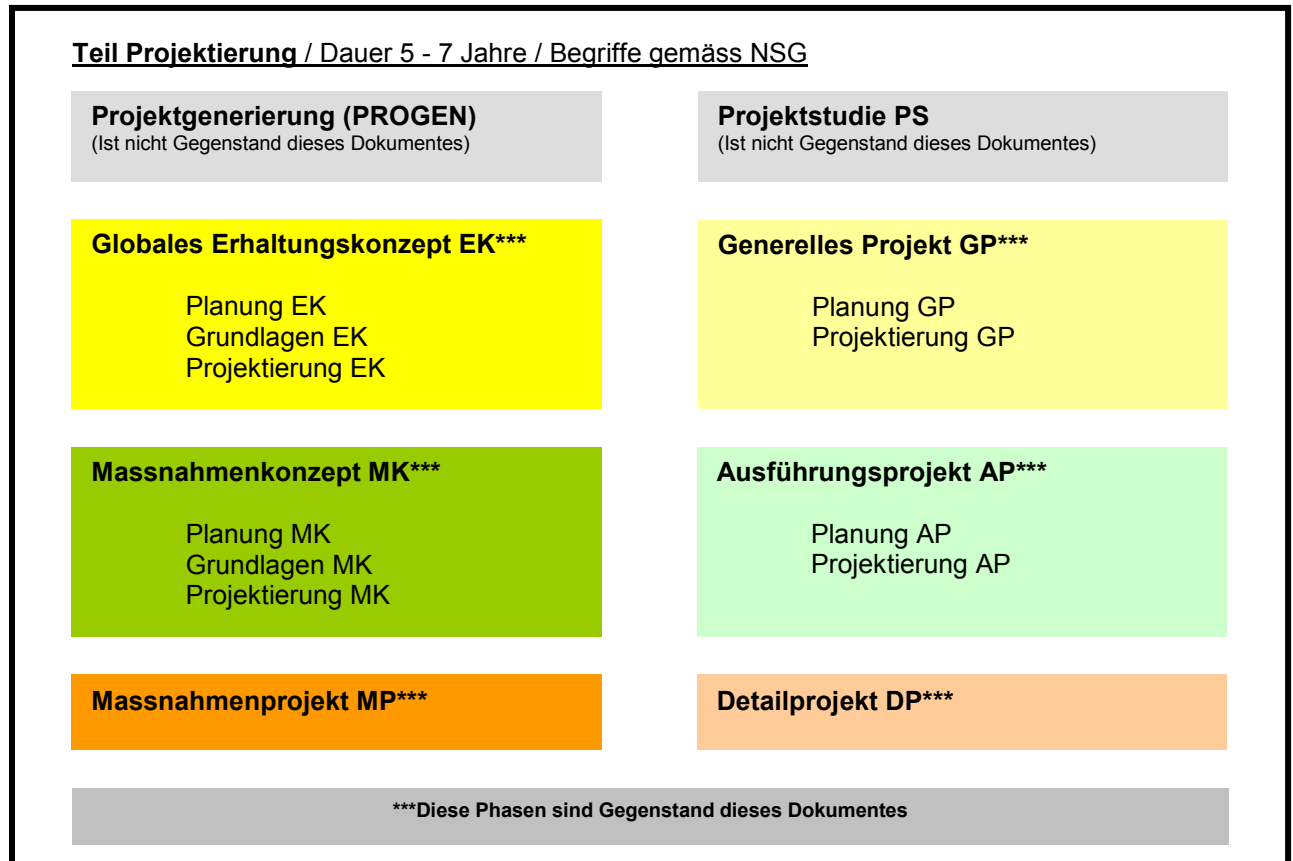 Teil Projektierung / Dauer 5 - 7 Jahre / Begriffe gemäss NSG
Projektgenerierung (PROGEN)
(Ist nicht Gegenstand dieses Dokumentes)
Projektstudie PS
(Ist nicht Gegenstand dieses Dokumentes)
Globales Erhaltungskonzept EK***
Planung EK
Grundlagen EK
Projektierung EK
Generelles Projekt GP***
Planung GP
Projektierung GP
Massnahmenkonzept MK***
Planung MK
Grundlagen MK
Projektierung MK
Ausführungsprojekt AP***
Planung AP
Projektierung AP
Massnahmenprojekt MP***
Detailprojekt DP***
***Diese Phasen sind Gegenstand dieses Dokumentes